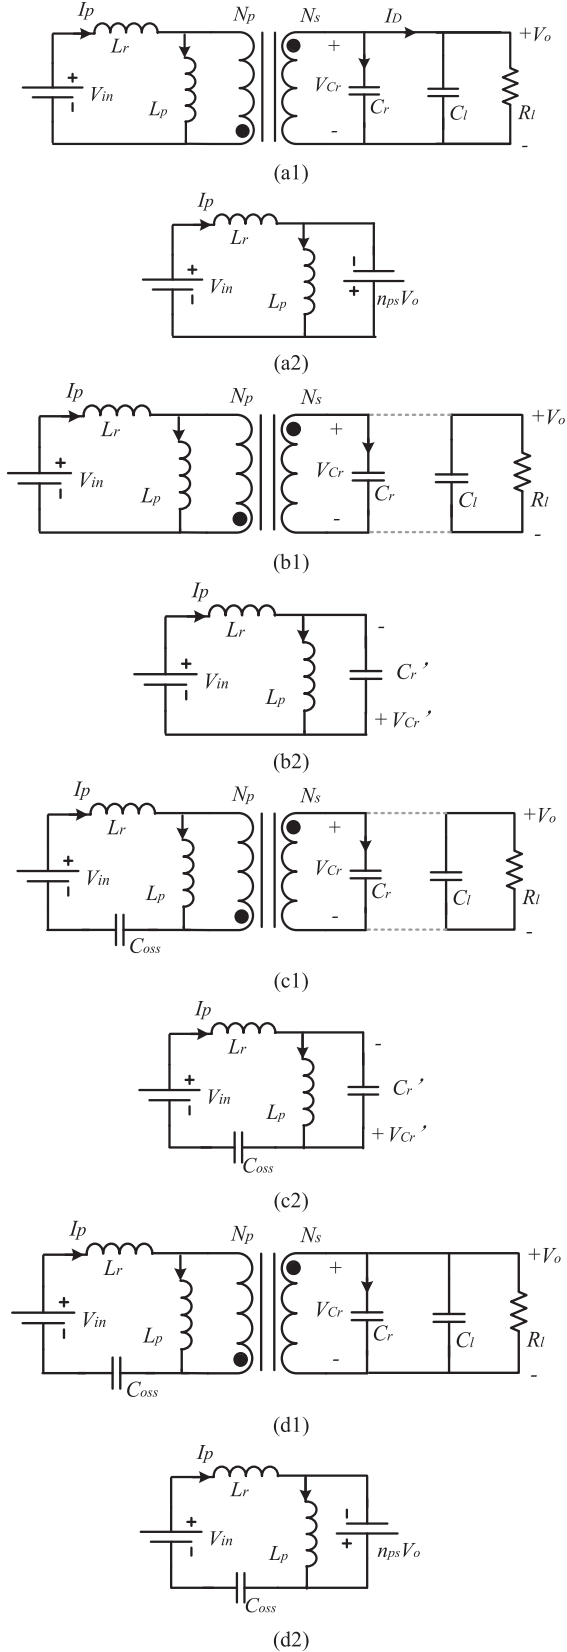 Ip Np Ns ID
Lr + +Vo
+ Vin Lp VCr Cr Cl Rl
- - -
(a1)
Ip
Lr
+ Vin Lp - npsVo
- +
(a2)
Ip Np Ns
Lr + +Vo
+ Vin Lp VCr Cr Cl Rl
- - -
(b1)
Ip
Lr -
+ Vin Lp Cr’
- + VCr’
(b2)
Ip Np Ns
Lr + +Vo
+ Vin Lp VCr Cr Cl Rl
- - -
Coss
(c1)
Ip
Lr -
+ Vin Lp Cr’
- + VCr’
Coss
(c2)
Ip Np Ns
Lr + +Vo
+ Vin Lp VCr Cr Cl Rl
- - -
Coss
(d1)
Ip
Lr
+ Vin Lp - npsVo
- +
Coss
(d2)